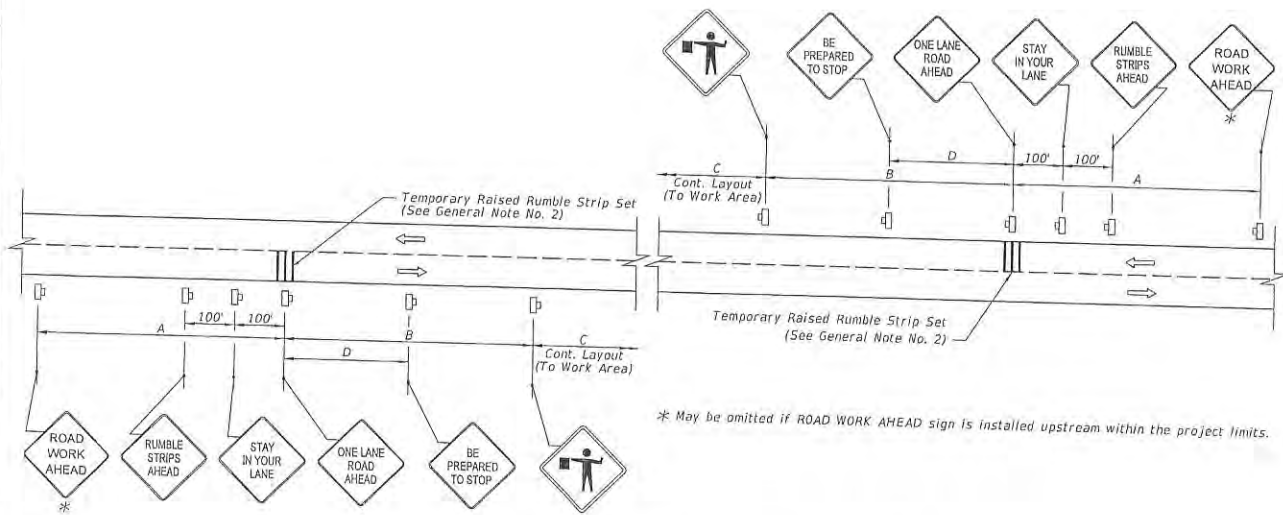 Temporary Raised Rumble Strip Set
(See General Note No. 2)
100'
100'
A
B
C
D
Cont. Layout
(To Work Area)
ROAD
WORK
AHEAD
*
RUMBLE
STRIPS
AHEAD
STAY
IN YOUR
LANE
ONE LANE
ROAD
AHEAD
BE
PREPARED
TO STOP
BE
PREPARED
TO STOP
ONE LANE
ROAD
AHEAD
STAY
IN YOUR
LANE
RUMBLE
STRIPS
AHEAD
ROAD
WORK
AHEAD
*
D
100'
100'
C
B
A
Cont. Layout
(To Work Area)
Temporary Raised Rumble Strip Set
(See General Note No. 2)
* May be omitted if ROAD WORK AHEAD sign is installed upstream within the project limits.